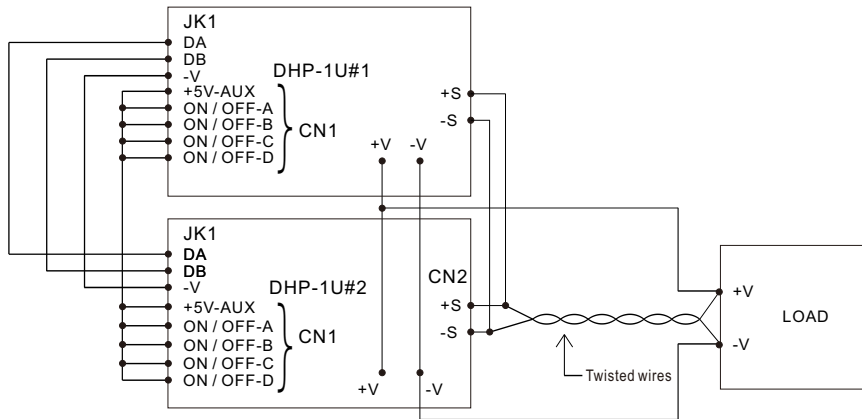 JK1
DA
DB
-V
+5V-AUX
ON / OFF-A
ON / OFF-B
ON / OFF-C
ON / OFF-D
CN1
DHP-1U#1
+S
-S
+V
-V
JK1
DA
DB
-V
+5V-AUX
ON / OFF-A
ON / OFF-B
ON / OFF-C
ON / OFF-D
CN1
DHP-1U#2
CN2
+S
-S
+V
-V
Twisted wires
+V
-V
LOAD